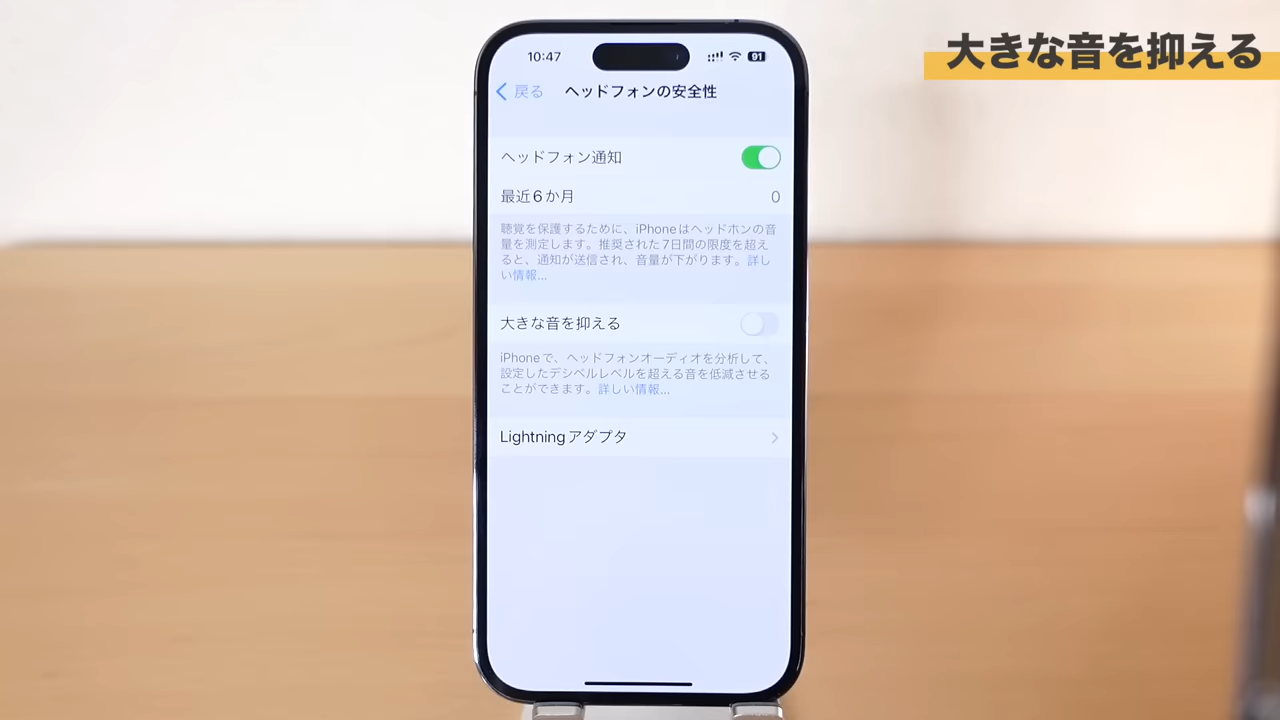 大きな音を抑える
10:47
91
戻る
ヘッドフォンの安全性
ヘッドフォン通知
最近6か月
0
聴覚を保護するために、iPhoneはヘッドホンの音
量を測定します。推奨された7日間の限度を超え
ると、通知が送信され、音量が下がります。詳し
い情報...
大きな音を抑える
iPhoneで、ヘッドフォンオーディオを分析して、
設定したデシベルレベルを超える音を低減させる
ことができます。詳しい情報...
Lightningアダプタ